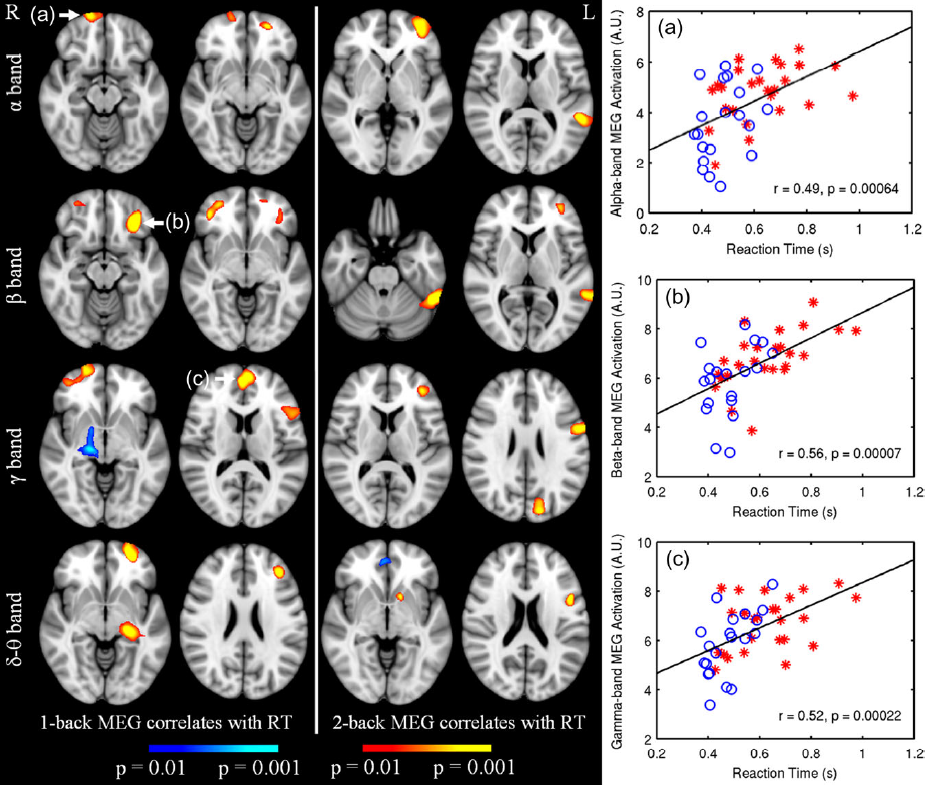 R
L
(a)
α band
(b)
β band
(c)
γ band
δ-θ band
1-back MEG correlates with RT
2-back MEG correlates with RT
p = 0.01 p = 0.001
p = 0.01 p = 0.001
(a)
Alpha-band MEG Activation (A.U.)
8
6
4
2
0
r = 0.49, p = 0.00064
0.2 0.4 0.6 0.8 1 1.2
Reaction Time (s)
(b)
Beta-band MEG Activation (A.U.)
10
8
6
4
2
r = 0.56, p = 0.00007
0.2 0.4 0.6 0.8 1 1.2
Reaction Time (s)
(c)
Gamma-band MEG Activation (A.U.)
10
8
6
4
2
r = 0.52, p = 0.00022
0.2 0.4 0.6 0.8 1 1.2
Reaction Time (s)